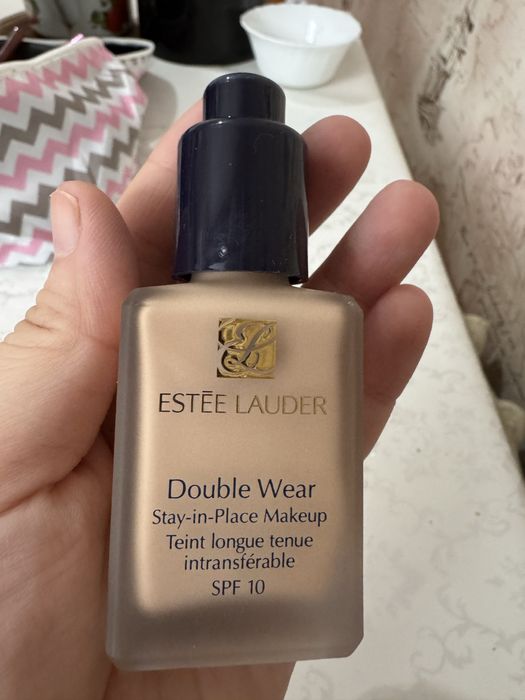 ESTĒE LAUDER
Double Wear
Stay-in-Place Makeup
Teint longue tenue
intransférable
SPF 10